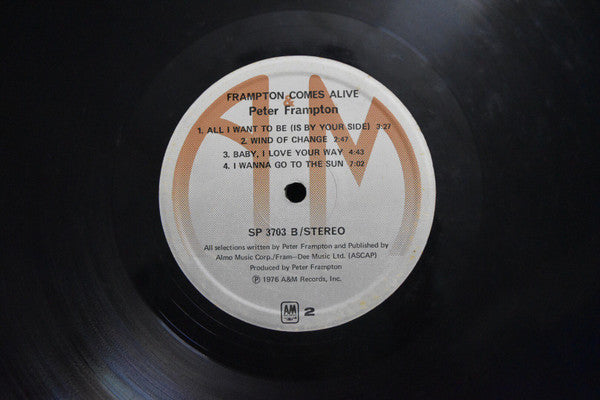 FRAMPTON COMES ALIVE
Peter Frampton
1. ALL I WANT TO BE (IS BY YOUR SIDE) 3:27
2. WIND OF CHANGE 2:47
3. BABY, I LOVE YOUR WAY 4:43
4. I WANNA GO TO THE SUN 7:02
AM
SP 3703 B/STEREO
All selections written by Peter Frampton and Published by
Almo Music Corp./Fram-Dee Music Ltd. (ASCAP)
Produced by Peter Frampton
℗ 1976 A&M Records, Inc.
A&M 2